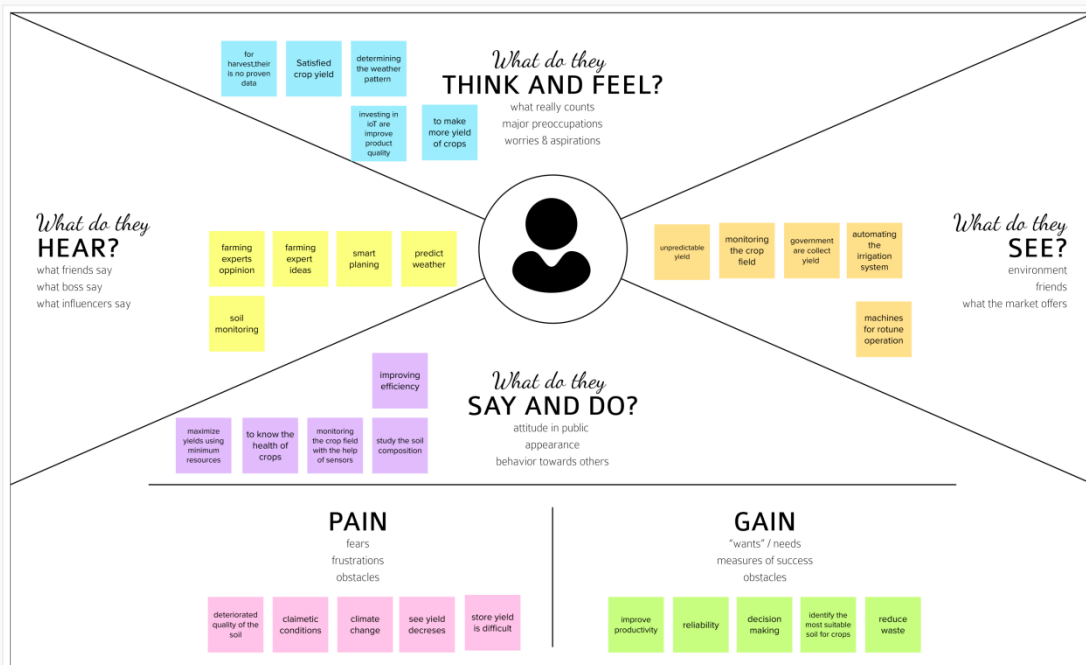 What do they
THINK AND FEEL?
what really counts
major preoccupations
worries & aspirations
for
harvest,their
is no proven
data
Satisfied
crop yield
determining
the weather
pattern
investing in
ioT are
improve
product
quality
to make
more yield
of crops
What do they
HEAR?
what friends say
what boss say
what influencers say
farming
experts
oppinion
farming
expert
ideas
smart
planing
predict
weather
soil
monitoring
What do they
SEE?
environment
friends
what the market offers
unpredictable
yield
monitoring
the crop
field
government
are collect
yield
automating
the
irrigation
system
machines
for rotune
operation
What do they
SAY AND DO?
attitude in public
appearance
behavior towards others
improving
efficiency
maximize
yields using
minimum
resources
to know the
health of
crops
monitoring
the crop field
with the help
of sensors
study the soil
composition
PAIN
fears
frustrations
obstacles
deteriorated
quality of the
soil
claimetic
conditions
climate
change
see yield
decreses
store yield
is difficult
GAIN
"wants" / needs
measures of success
obstacles
improve
productivity
reliability
decision
making
identify the
most suitable
soil for crops
reduce
waste